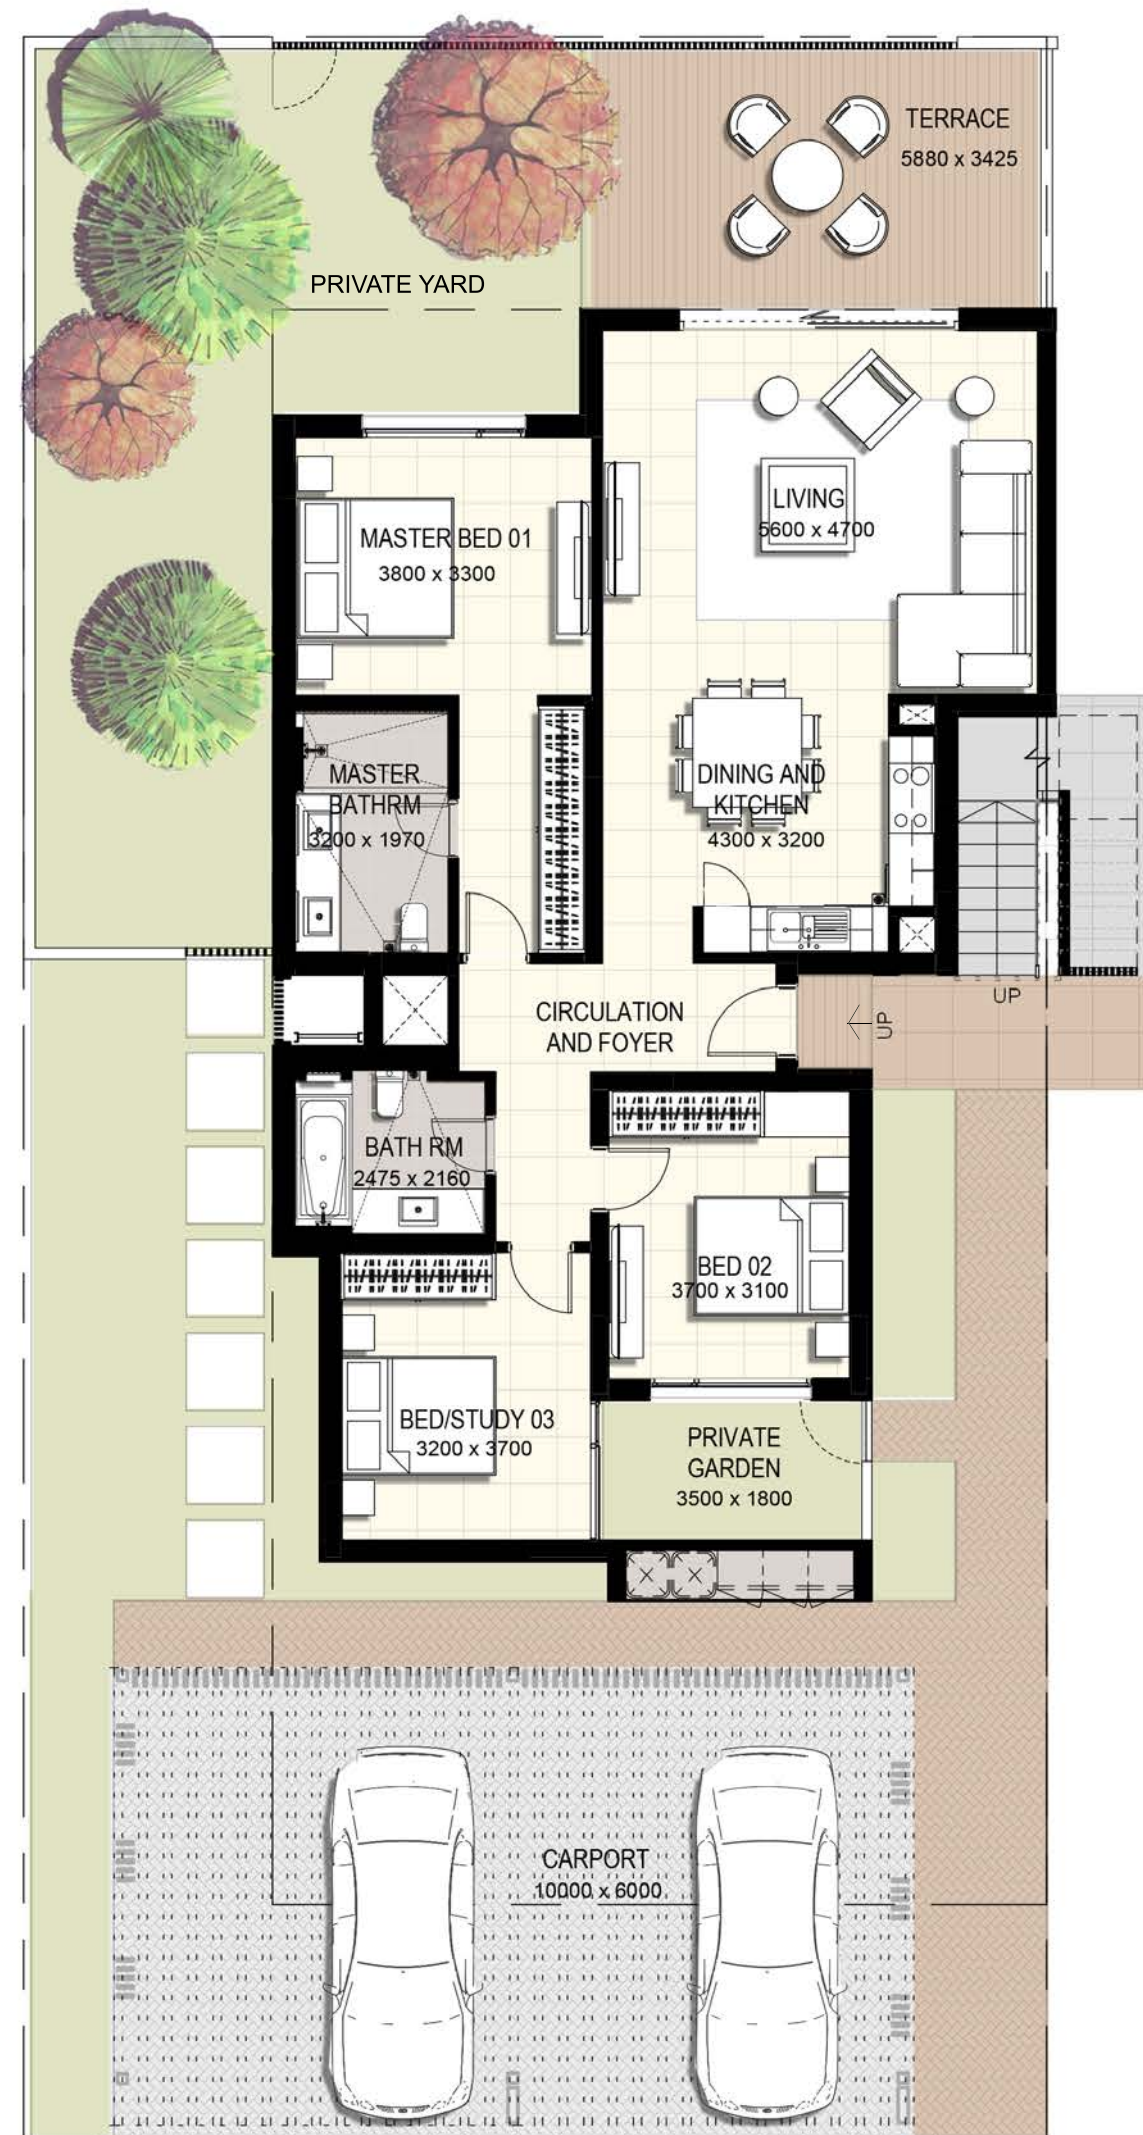 TERRACE
5880 x 3425
PRIVATE YARD
LIVING
5600 x 4700
MASTER BED 01
3800 x 3300
MASTER
BATHRM
3200 x 1970
DINING AND
KITCHEN
4300 x 3200
UP
UP
CIRCULATION
AND FOYER
BATH RM
2475 x 2160
BED 02
3700 x 3100
BED/STUDY 03
3200 x 3700
PRIVATE
GARDEN
3500 x 1800
CARPORT
10000 x 6000